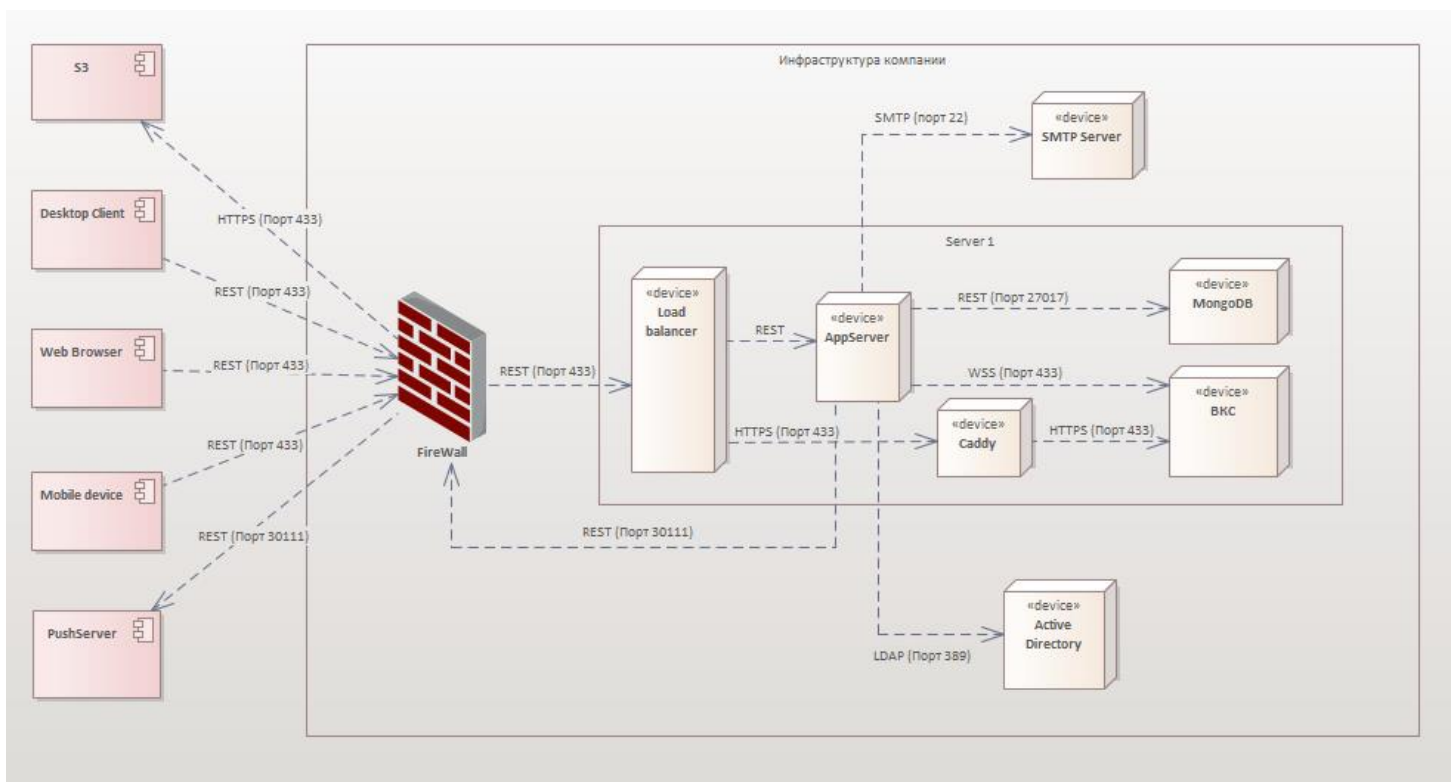 Инфраструктура компании
S3
«device»
SMTP Server
SMTP (порт 22)
Desktop Client
HTTPS (Порт 433)
Server 1
«device»
Load
balancer
«device»
AppServer
REST (Порт 27017)
«device»
MongoDB
REST (Порт 433)
REST
Web Browser
REST (Порт 433)
REST (Порт 433)
WSS (Порт 433)
«device»
ВКС
HTTPS (Порт 433)
«device»
Caddy
HTTPS (Порт 433)
FireWall
REST (Порт 433)
Mobile device
REST (Порт 30111)
REST (Порт 30111)
PushServer
«device»
Active
Directory
LDAP (Порт 389)